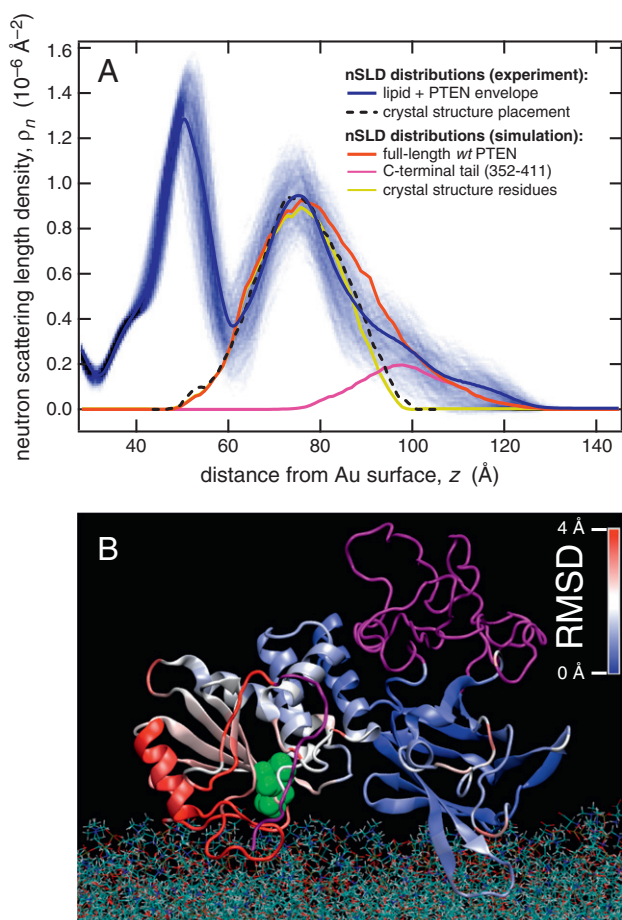 A
neutron scattering length density, ρn (10⁻⁶ Å⁻²)
1.6
1.4
1.2
1.0
0.8
0.6
0.4
0.2
0.0
nSLD distributions (experiment):
lipid + PTEN envelope
crystal structure placement
nSLD distributions (simulation):
full-length wt PTEN
C-terminal tail (352-411)
crystal structure residues
40 60 80 100 120 140
distance from Au surface, z (Å)
B
4 Å
RMSD
0 Å